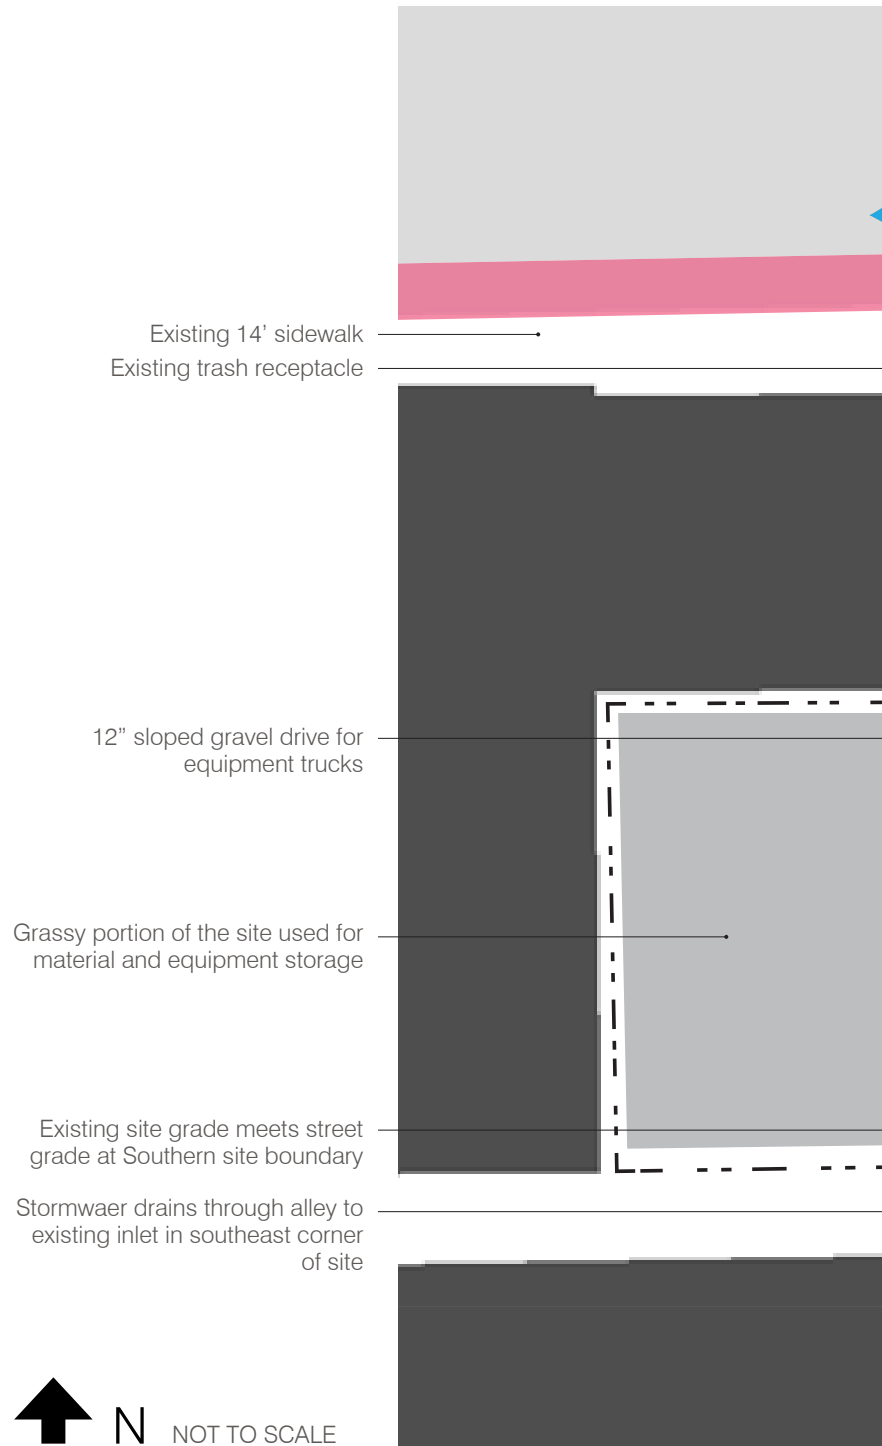 Existing 14’ sidewalk
Existing trash receptacle
12” sloped gravel drive for
equipment trucks
Grassy portion of the site used for
material and equipment storage
Existing site grade meets street
grade at Southern site boundary
Stormwaer drains through alley to
existing inlet in southeast corner
of site
N NOT TO SCALE